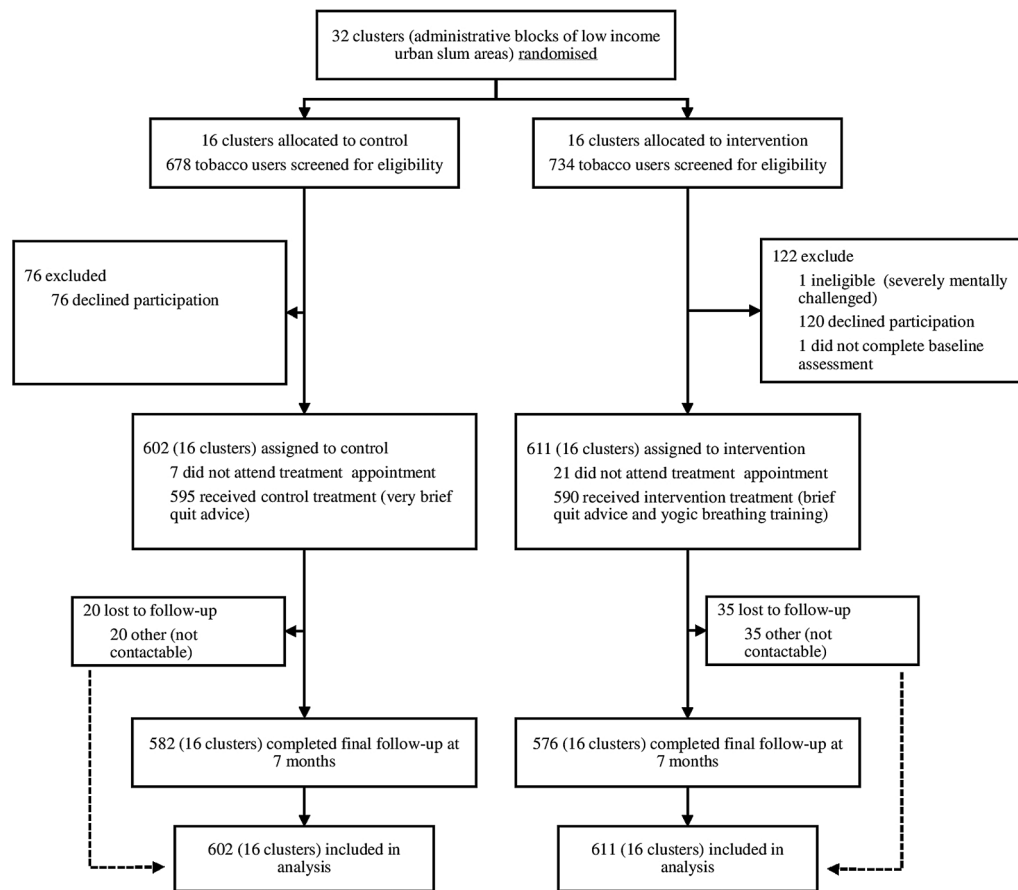 32 clusters (administrative blocks of low income
urban slum areas) randomised
16 clusters allocated to control
678 tobacco users screened for eligibility
16 clusters allocated to intervention
734 tobacco users screened for eligibility
76 excluded
76 declined participation
122 exclude
1 ineligible (severely mentally
challenged)
120 declined participation
1 did not complete baseline
assessment
602 (16 clusters) assigned to control
7 did not attend treatment appointment
595 received control treatment (very brief
quit advice)
611 (16 clusters) assigned to intervention
21 did not attend treatment appointment
590 received intervention treatment (brief
quit advice and yogic breathing training)
20 lost to follow-up
20 other (not
contactable)
35 lost to follow-up
35 other (not
contactable)
582 (16 clusters) completed final follow-up at
7 months
576 (16 clusters) completed final follow-up at
7 months
602 (16 clusters) included in
analysis
611 (16 clusters) included in
analysis